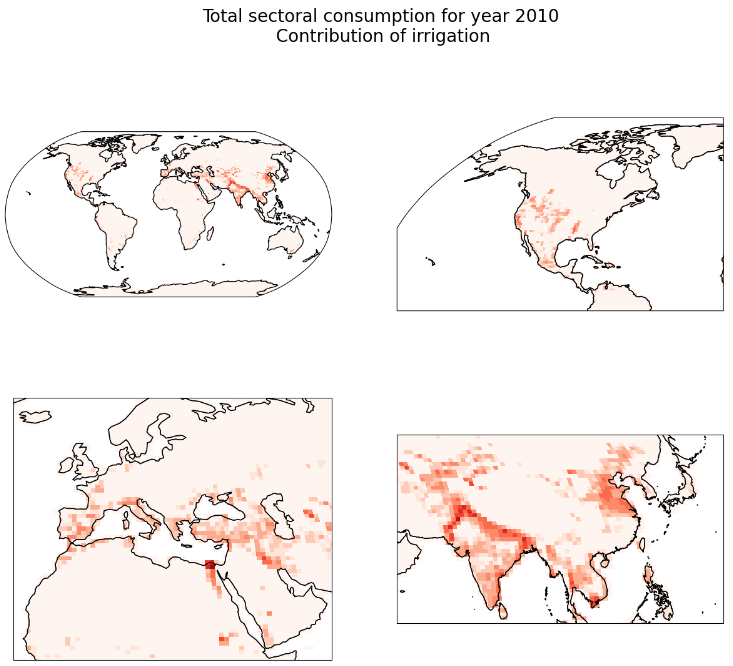 Total sectoral consumption for year 2010
Contribution of irrigation